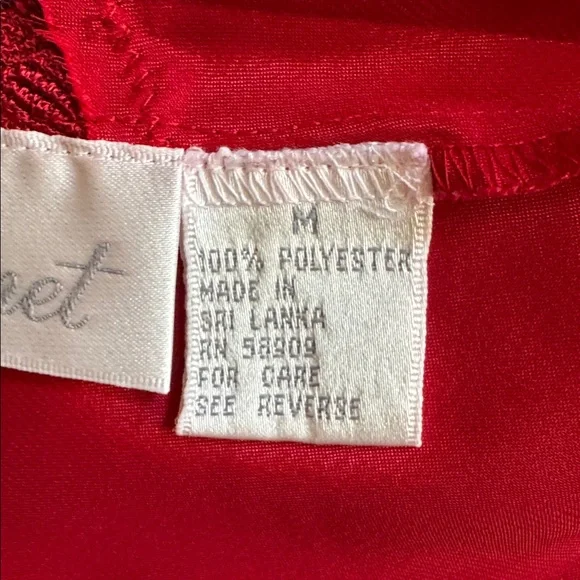 M
100% POLYESTER
MADE IN
SRI LANKA
RN 58909
FOR CARE
SEE REVERSE